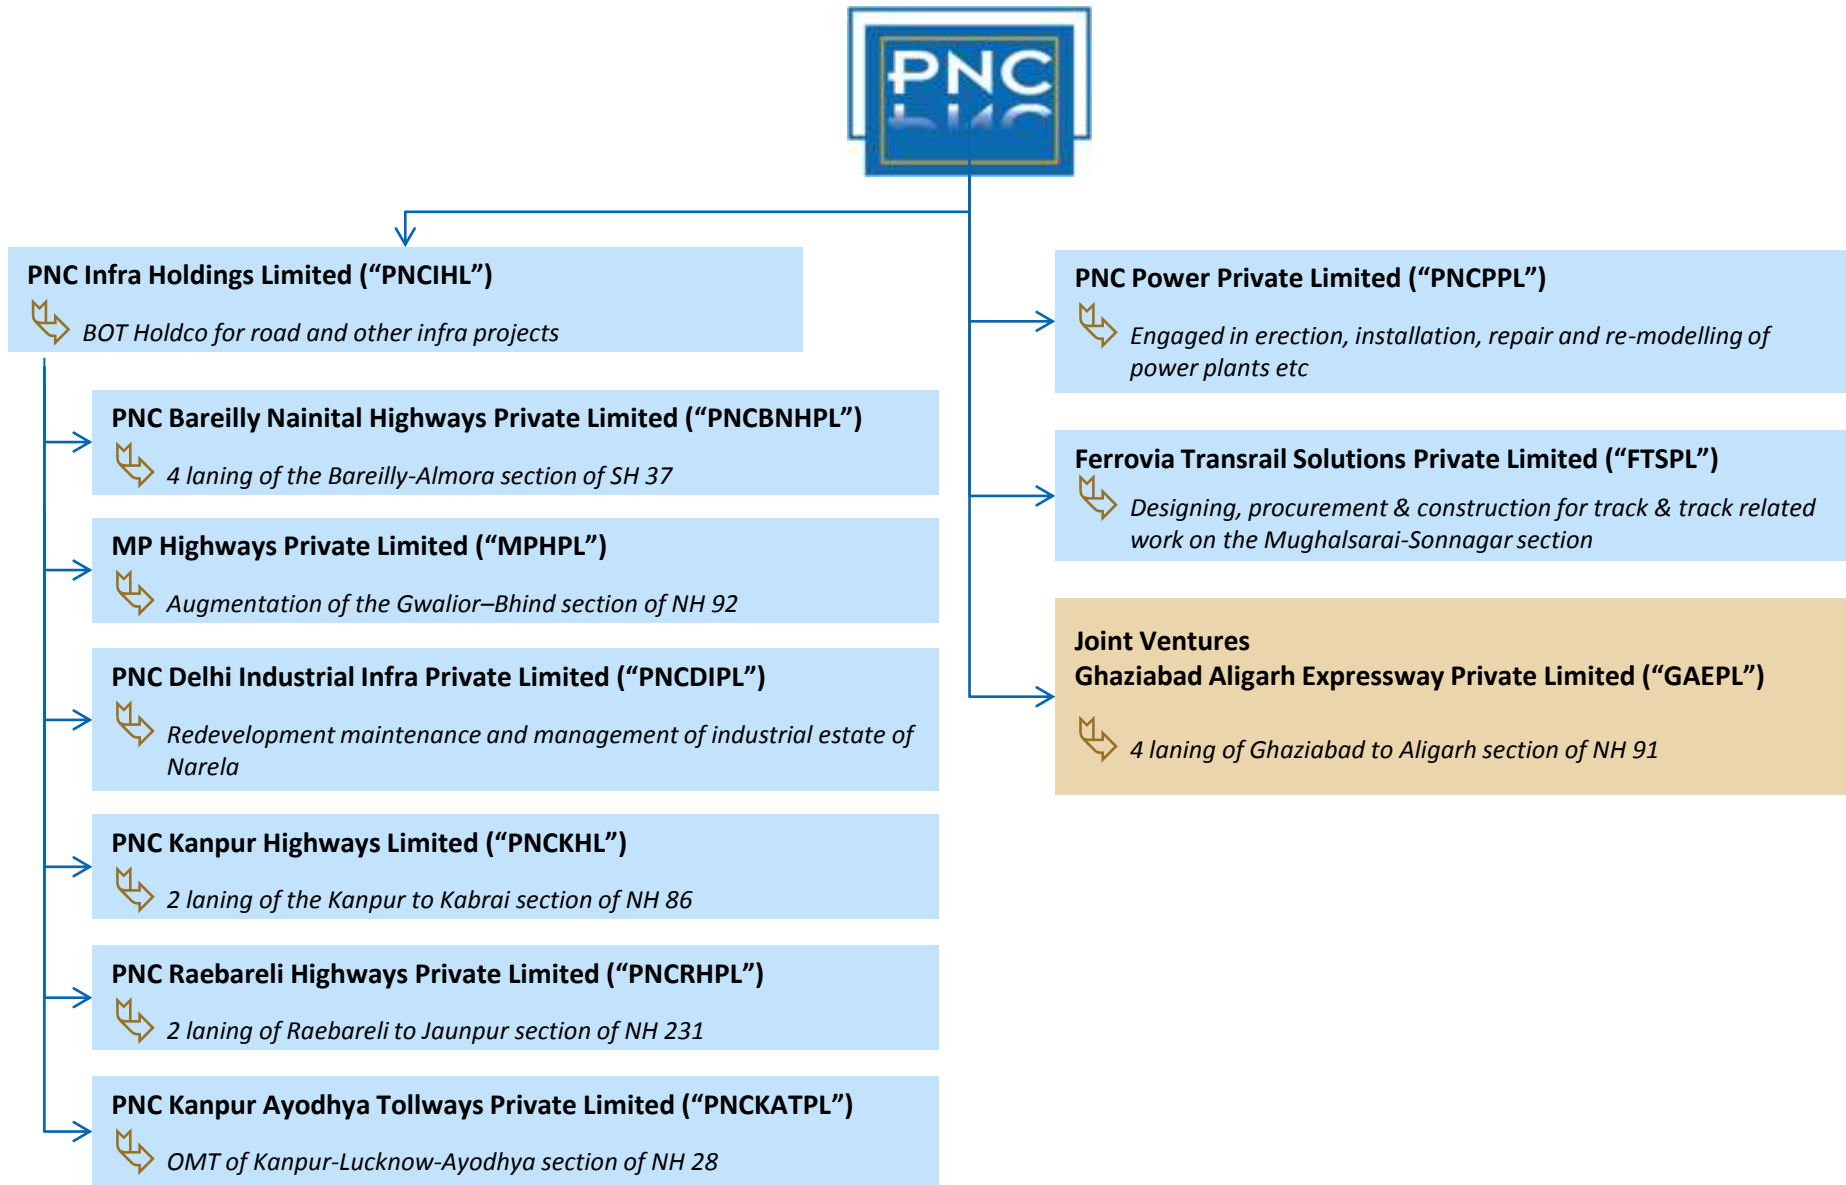 PNC
PNC Infra Holdings Limited (“PNCIHL”)
BOT Holdco for road and other infra projects
PNC Bareilly Nainital Highways Private Limited (“PNCBNHPL”)
4 laning of the Bareilly-Almora section of SH 37
MP Highways Private Limited (“MPHPL”)
Augmentation of the Gwalior–Bhind section of NH 92
PNC Delhi Industrial Infra Private Limited (“PNCDIPL”)
Redevelopment maintenance and management of industrial estate of
Narela
PNC Kanpur Highways Limited (“PNCKHL”)
2 laning of the Kanpur to Kabrai section of NH 86
PNC Raebareli Highways Private Limited (“PNCRHPL”)
2 laning of Raebareli to Jaunpur section of NH 231
PNC Kanpur Ayodhya Tollways Private Limited (“PNCKATPL”)
OMT of Kanpur-Lucknow-Ayodhya section of NH 28
PNC Power Private Limited (“PNCPPL”)
Engaged in erection, installation, repair and re-modelling of
power plants etc
Ferrovia Transrail Solutions Private Limited (“FTSPL”)
Designing, procurement & construction for track & track related
work on the Mughalsarai-Sonnagar section
Joint Ventures
Ghaziabad Aligarh Expressway Private Limited (“GAEPL”)
4 laning of Ghaziabad to Aligarh section of NH 91